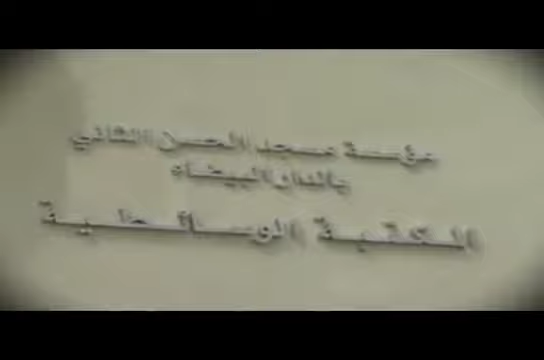 مؤسسة مسجد الحسن الثاني
بالدار البيضاء
المكتبة الوسائطية